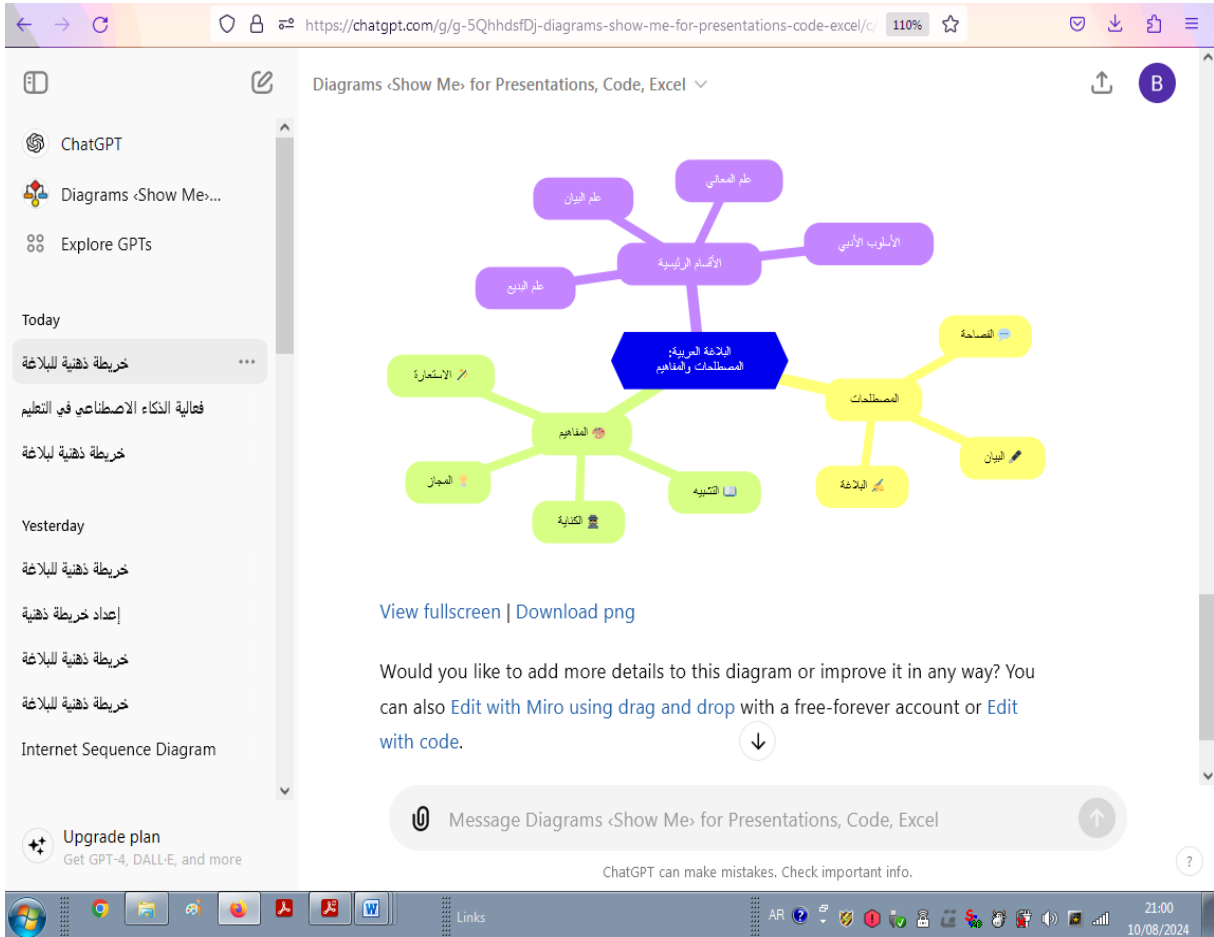 https://chatgpt.com/g/g-5QhhdsfDj-diagrams-show-me-for-presentations-code-excel/c/
110%
Diagrams ‹Show Me› for Presentations, Code, Excel
B
ChatGPT
Diagrams ‹Show Me›...
Explore GPTs
Today
خريطة ذهنية للبلاغة
فعالية الذكاء الاصطناعي في التعليم
خريطة ذهنية لبلاغة
Yesterday
خريطة ذهنية للبلاغة
إعداد خريطة ذهنية
خريطة ذهنية للبلاغة
خريطة ذهنية للبلاغة
Internet Sequence Diagram
Upgrade plan
Get GPT-4, DALL·E, and more
علم المعاني
علم البيان
الأسلوب الأدبي
الأقسام الرئيسية
علم البديع
البلاغة العربية:
المصطلحات والمفاهيم
الفصاحة
الاستعارة
المصطلحات
المفاهيم
البيان
المجاز
التشبيه
البلاغة
الكناية
View fullscreen | Download png
Would you like to add more details to this diagram or improve it in any way? You
can also Edit with Miro using drag and drop with a free-forever account or Edit
with code.
Message Diagrams ‹Show Me› for Presentations, Code, Excel
ChatGPT can make mistakes. Check important info.
?
Links
AR
21:00
10/08/2024